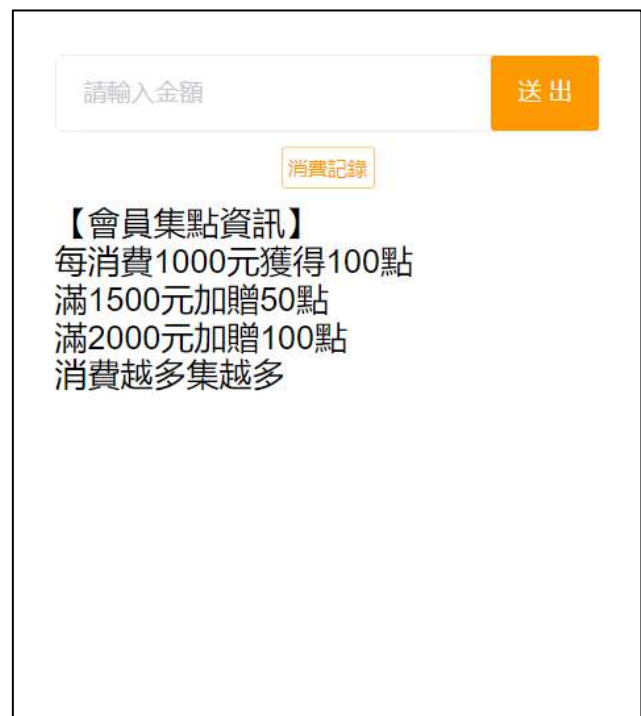 請輸入金額
送出
消費記錄
【會員集點資訊】
每消費1000元獲得100點
滿1500元加贈50點
滿2000元加贈100點
消費越多集越多